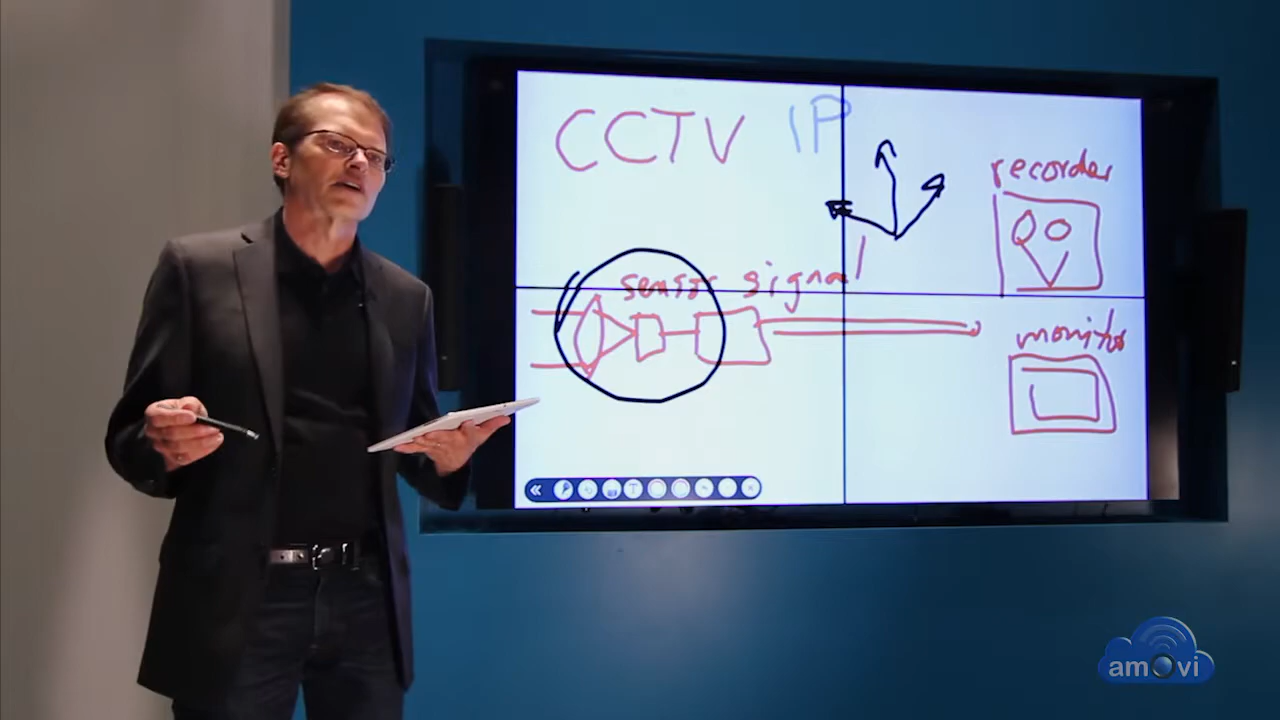 CCTV IP
recorder
sensor signal
monitor
T
amovi